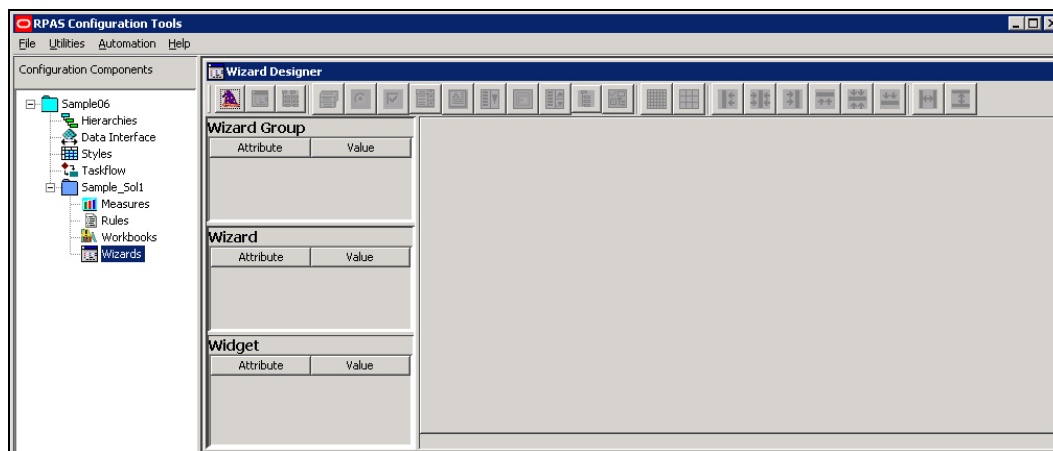 RPAS Configuration Tools
File Utilities Automation Help
Configuration Components
Wizard Designer
Sample06
Hierarchies
Data Interface
Styles
Taskflow
Sample_Sol1
Measures
Rules
Workbooks
Wizards
Wizard Group
Attribute Value
Wizard
Attribute Value
Widget
Attribute Value